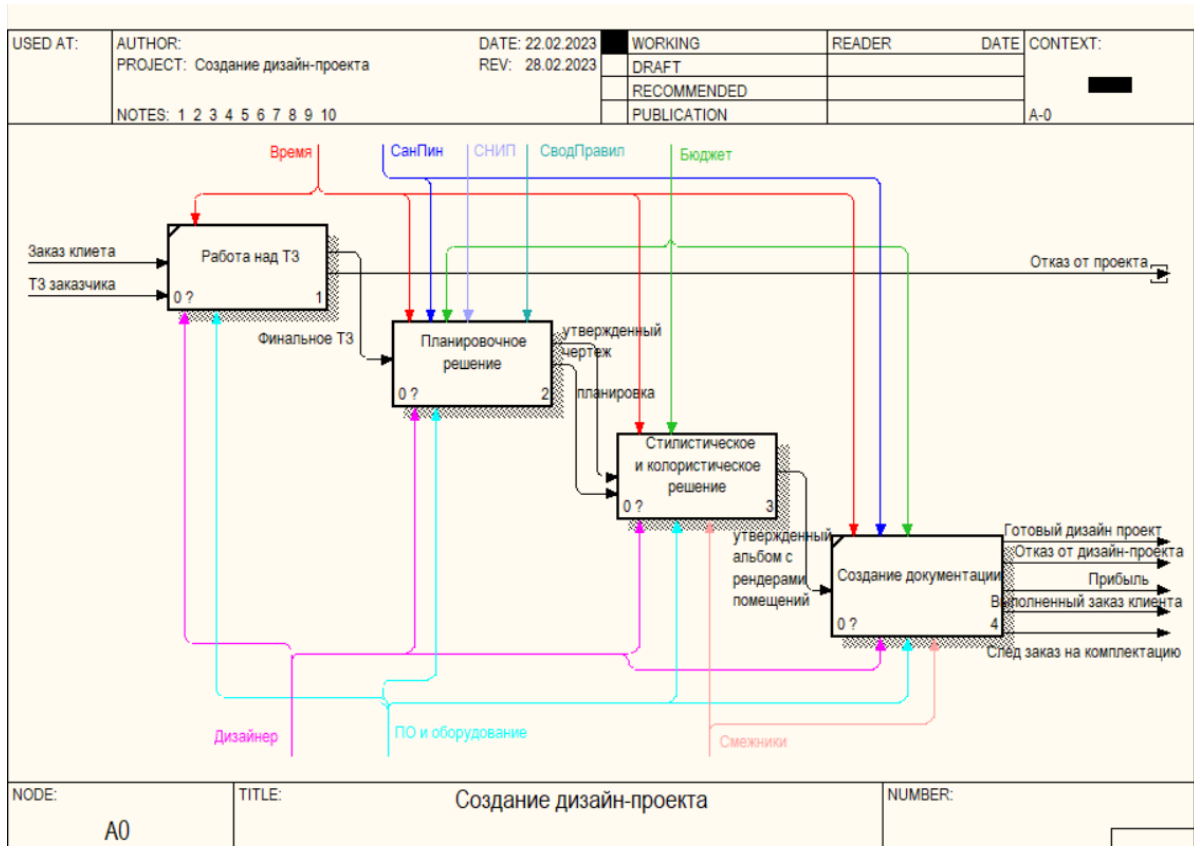 USED AT:
AUTHOR:
DATE: 22.02.2023
WORKING
READER
DATE
CONTEXT:
PROJECT: Создание дизайн-проекта
REV: 28.02.2023
DRAFT
RECOMMENDED
NOTES: 1 2 3 4 5 6 7 8 9 10
PUBLICATION
A-0
Время
СанПин
СНИП
СводПравил
Бюджет
Заказ клиета
ТЗ заказчика
Работа над ТЗ
0 ?
1
Отказ от проекта
Финальное ТЗ
Планировочное
решение
0 ?
2
утвержденный
чертеж
планировка
Стилистическое
и колористическое
решение
0 ?
3
утвержденный
альбом с
рендерами
помещений
Создание документации
0 ?
4
Готовый дизайн проект
Отказ от дизайн-проекта
Прибыль
Выполненный заказ клиента
След заказ на комплектацию
Дизайнер
ПО и оборудование
Смежники
NODE:
A0
TITLE:
Создание дизайн-проекта
NUMBER: